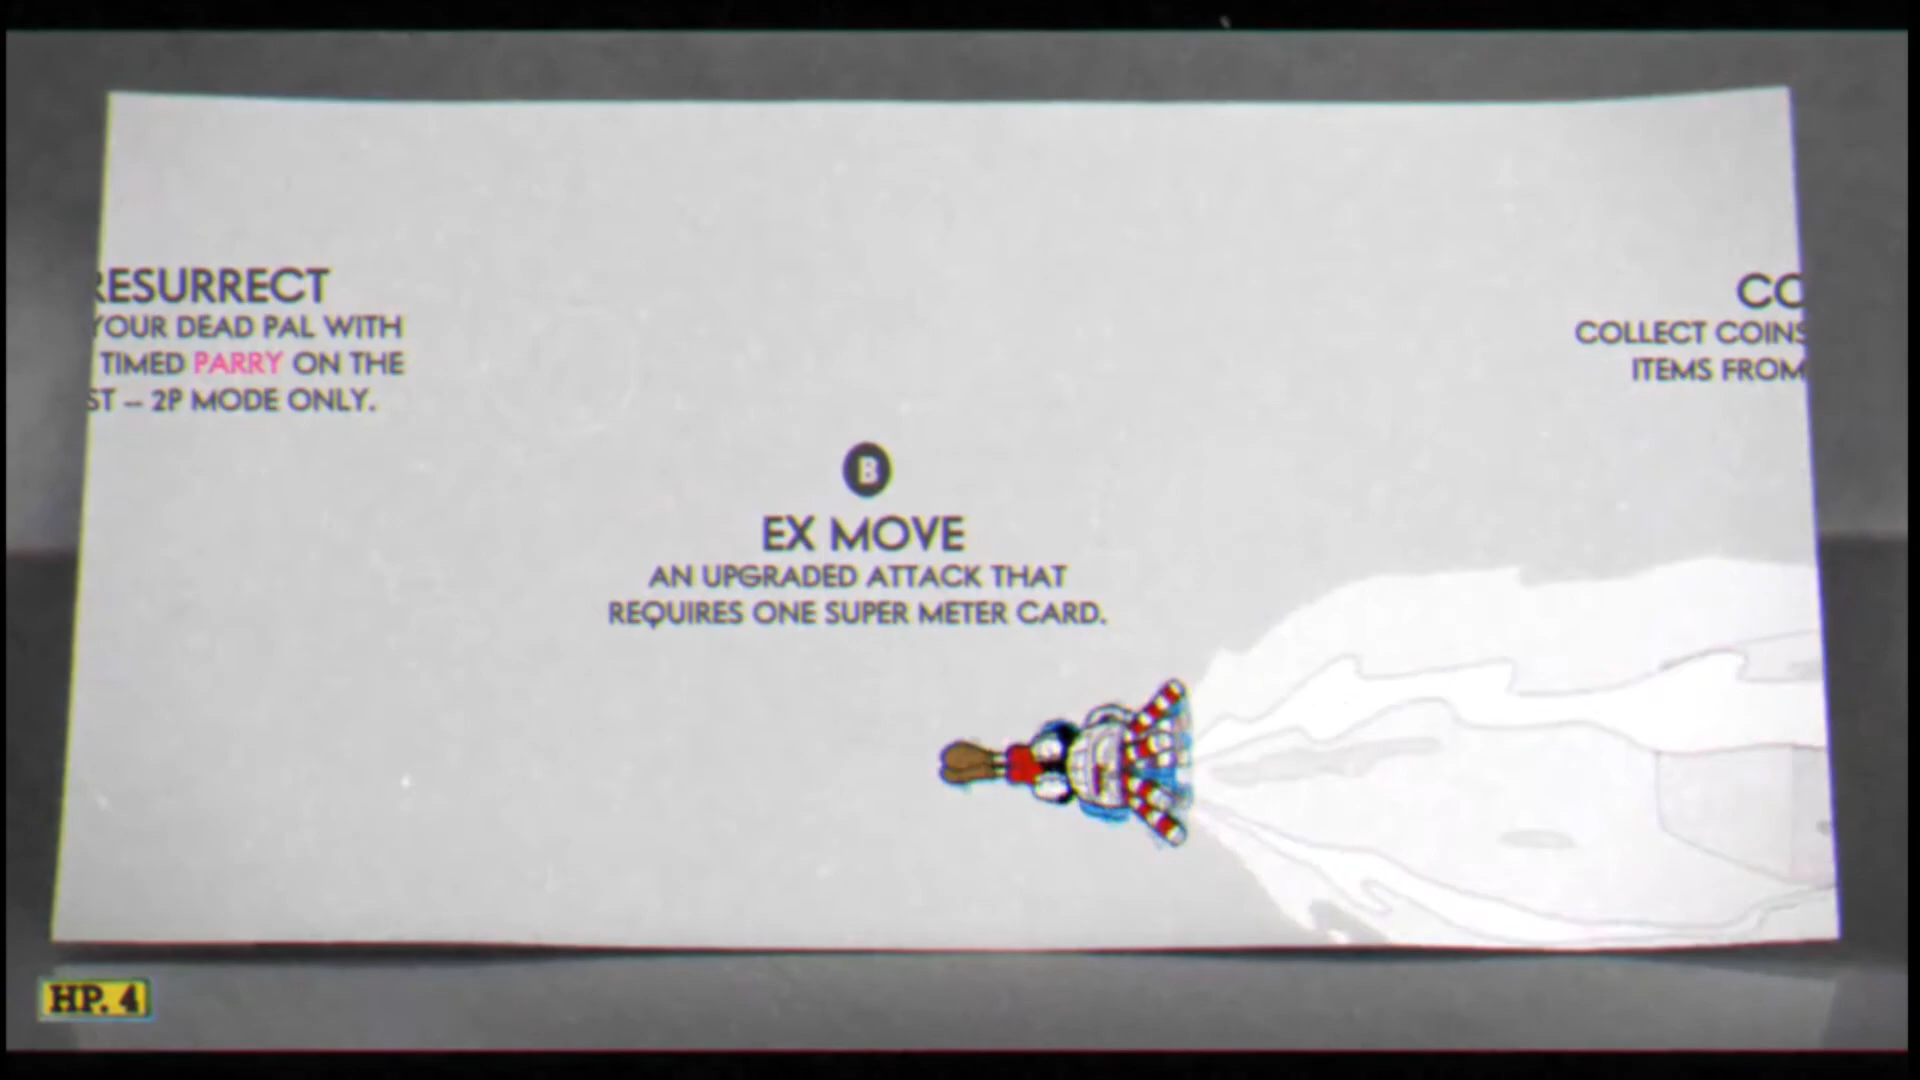 RESURRECT
YOUR DEAD PAL WITH
TIMED PARRY ON THE
ST – 2P MODE ONLY.
B
EX MOVE
AN UPGRADED ATTACK THAT
REQUIRES ONE SUPER METER CARD.
CO
COLLECT COINS
ITEMS FROM
HP. 4